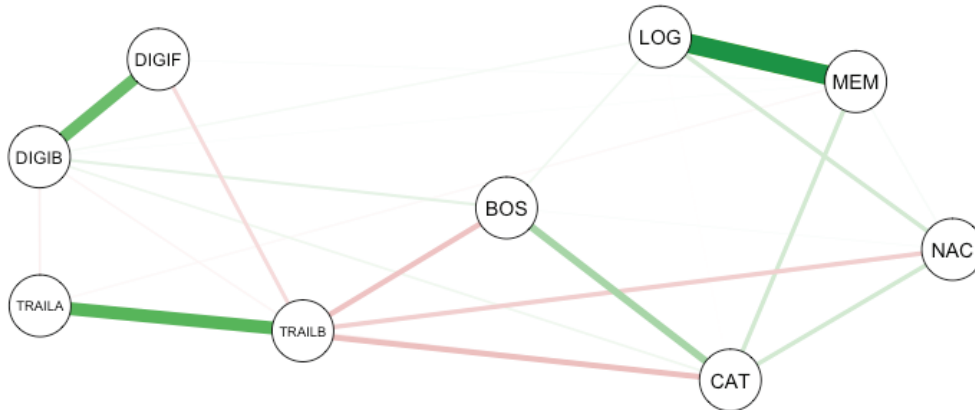 LOG
DIGIF
MEM
DIGIB
BOS
NAC
TRAILA
TRAILB
CAT